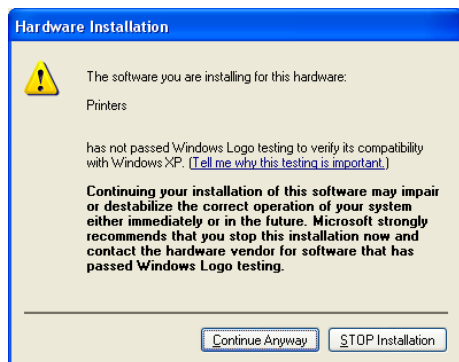 Hardware Installation
The software you are installing for this hardware:
Printers
has not passed Windows Logo testing to verify its compatibility
with Windows XP. (Tell me why this testing is important.)
Continuing your installation of this software may impair
or destabilize the correct operation of your system
either immediately or in the future. Microsoft strongly
recommends that you stop this installation now and
contact the hardware vendor for software that has
passed Windows Logo testing.
Continue Anyway
STOP Installation